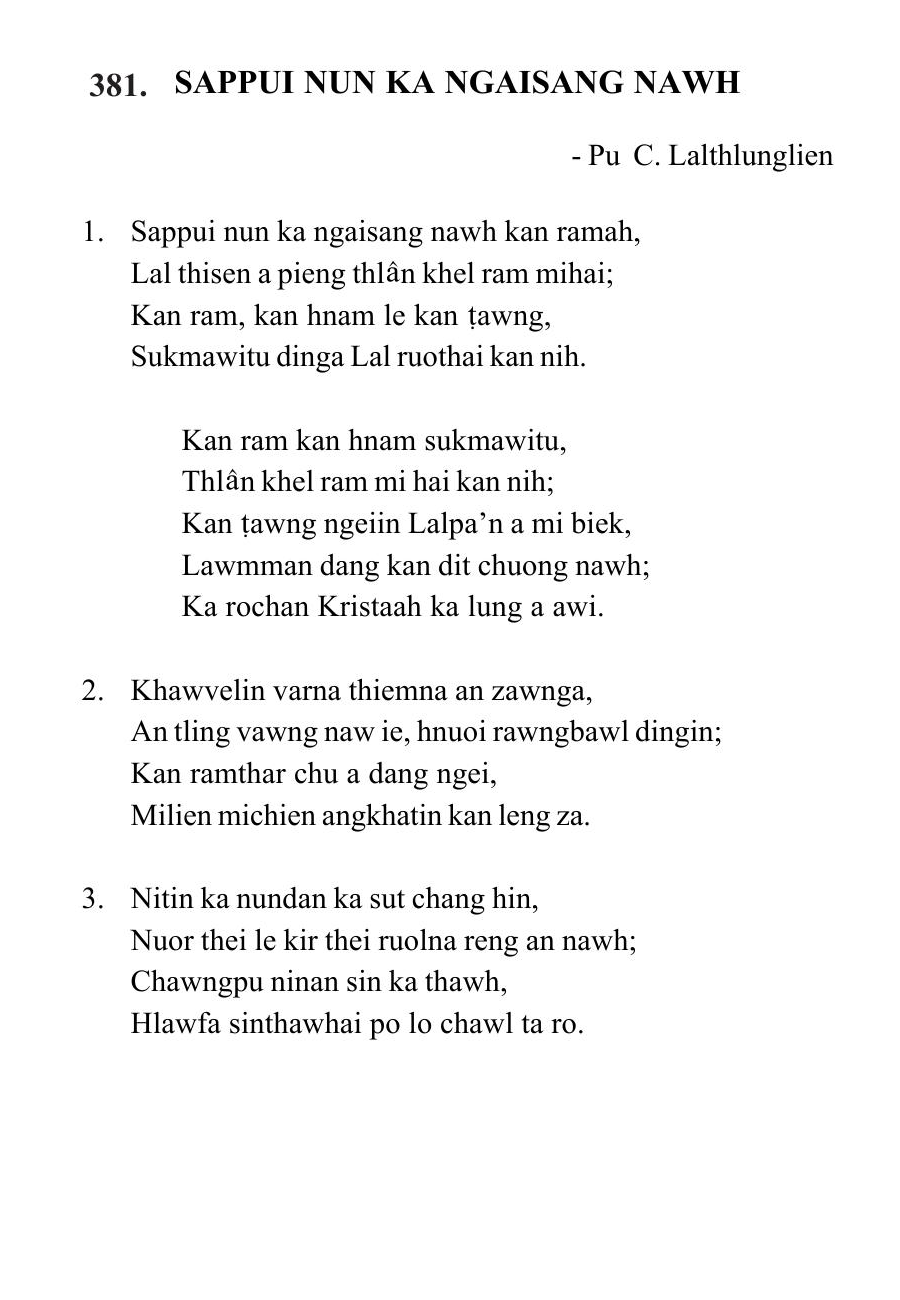 381. SAPPUI NUN KA NGAISANG NAWH
- Pu C. Lalthlunglien
1. Sappui nun ka ngaisang nawh kan ramah,
Lal thisen a pieng thlân khel ram mihai;
Kan ram, kan hnam le kan ṭawng,
Sukmawitu dinga Lal ruothai kan nih.
Kan ram kan hnam sukmawitu,
Thlân khel ram mi hai kan nih;
Kan ṭawng ngeiin Lalpa’n a mi biek,
Lawmman dang kan dit chuong nawh;
Ka rochan Kristaah ka lung a awi.
2. Khawvelin varna thiemna an zawnga,
An tling vawng naw ie, hnuoi rawngbawl dingin;
Kan ramthar chu a dang ngei,
Milien michien angkhatin kan leng za.
3. Nitin ka nundan ka sut chang hin,
Nuor thei le kir thei ruolna reng an nawh;
Chawngpu ninan sin ka thawh,
Hlawfa sinthawhai po lo chawl ta ro.